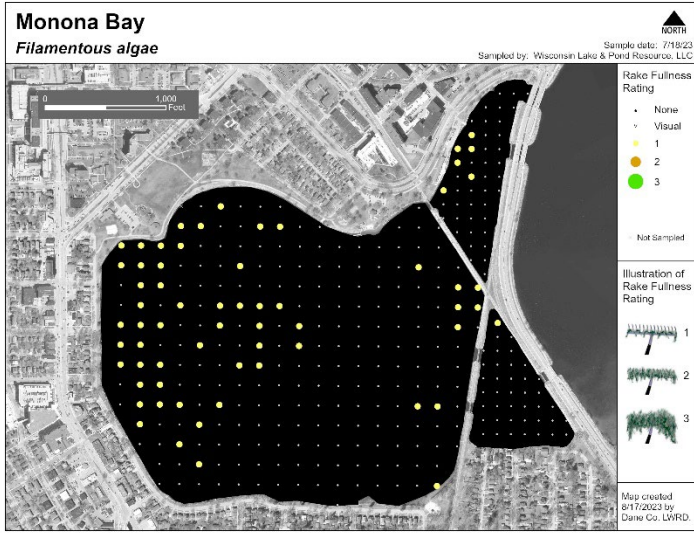 Monona Bay
Filamentous algae
NORTH
Sample date: 7/18/23
Sampled by: Wisconsin Lake & Pond Resource, LLC
0 1,000
Feet
Rake Fullness
Rating
None
Visual
1
2
3
Not Sampled
Illustration of
Rake Fullness
Rating
1
2
3
Map created
8/17/2023 by
Dane Co. LWRD.